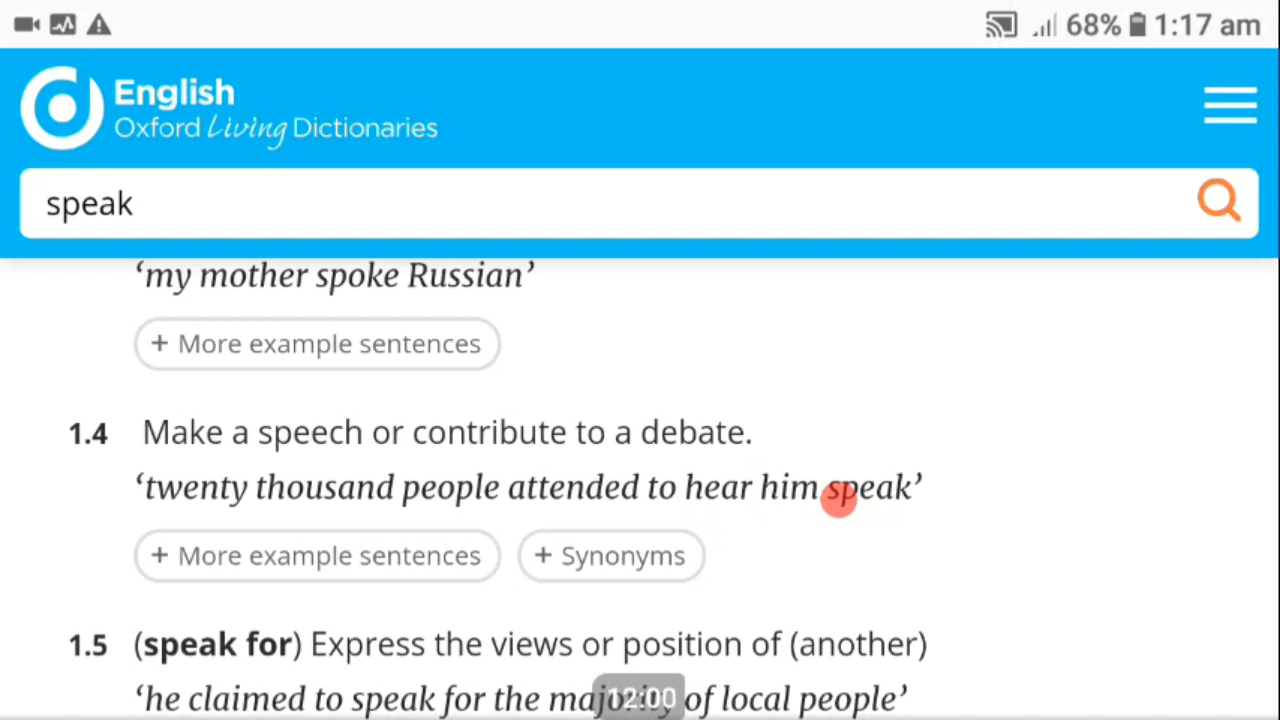 68% 1:17 am
English
Oxford Living Dictionaries
speak
‘my mother spoke Russian’
+ More example sentences
1.4 Make a speech or contribute to a debate.
‘twenty thousand people attended to hear him speak’
+ More example sentences + Synonyms
1.5 (speak for) Express the views or position of (another)
‘he claimed to speak for the majority of local people’
12:00